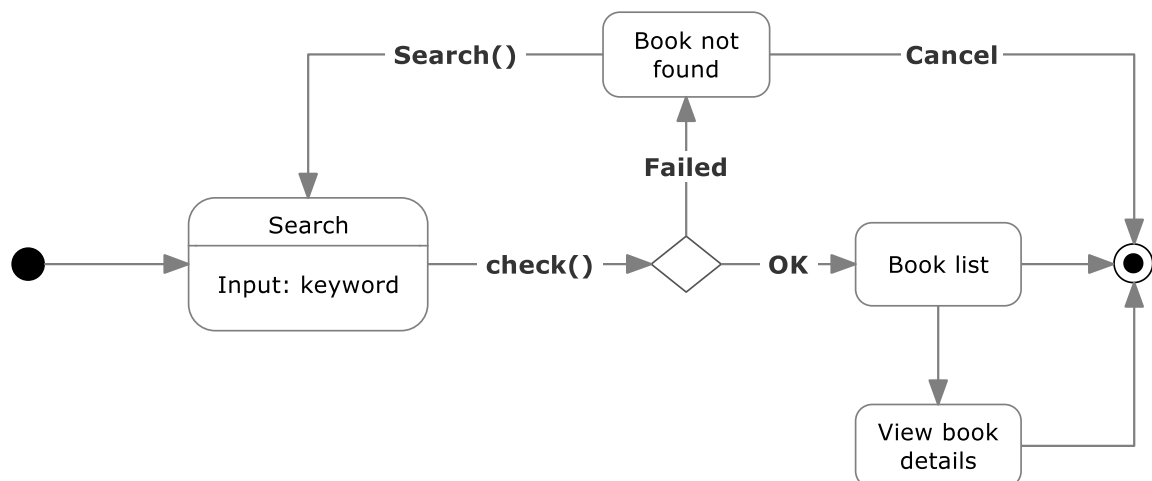 Book not
found
Search()
Cancel
Failed
Search
Input: keyword
check()
OK
Book list
View book
details